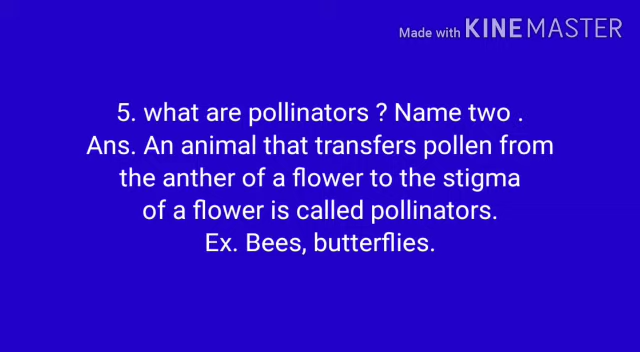 Made with KINEMASTER
5. what are pollinators ? Name two .
Ans. An animal that transfers pollen from
the anther of a flower to the stigma
of a flower is called pollinators.
Ex. Bees, butterflies.